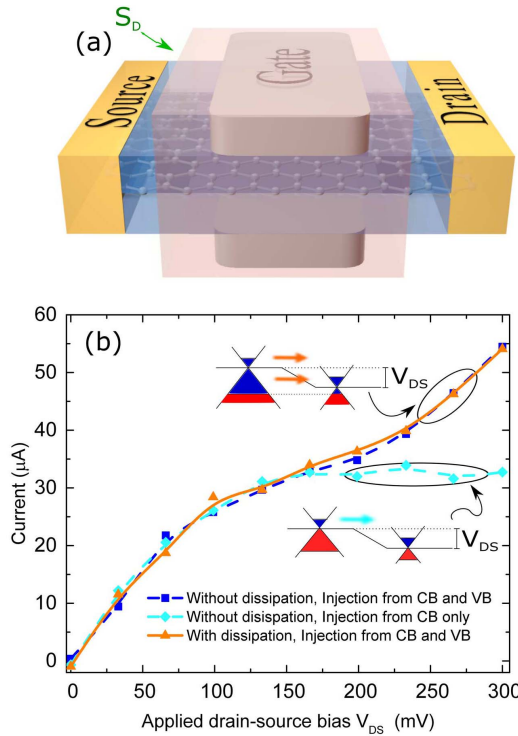 (a)
S_D
Source
Gate
Drain
(b)
60
50
40
30
20
10
0
Current (μA)
V_DS
V_DS
Without dissipation, Injection from CB and VB
Without disispation, Injection from CB only
With dissipation, Injection from CB and VB
0
50
100
150
200
250
300
Applied drain-source bias V_DS (mV)